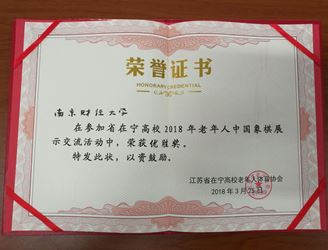 荣誉证书
HONORARY CREDENTIAL
南京财经大学
在参加省在宁高校2018年老年人中国象棋展
示交流活动中，荣获优胜奖。
特发此状，以资鼓励。
江苏省在宁高校老年人体育协会
2018年3月25日